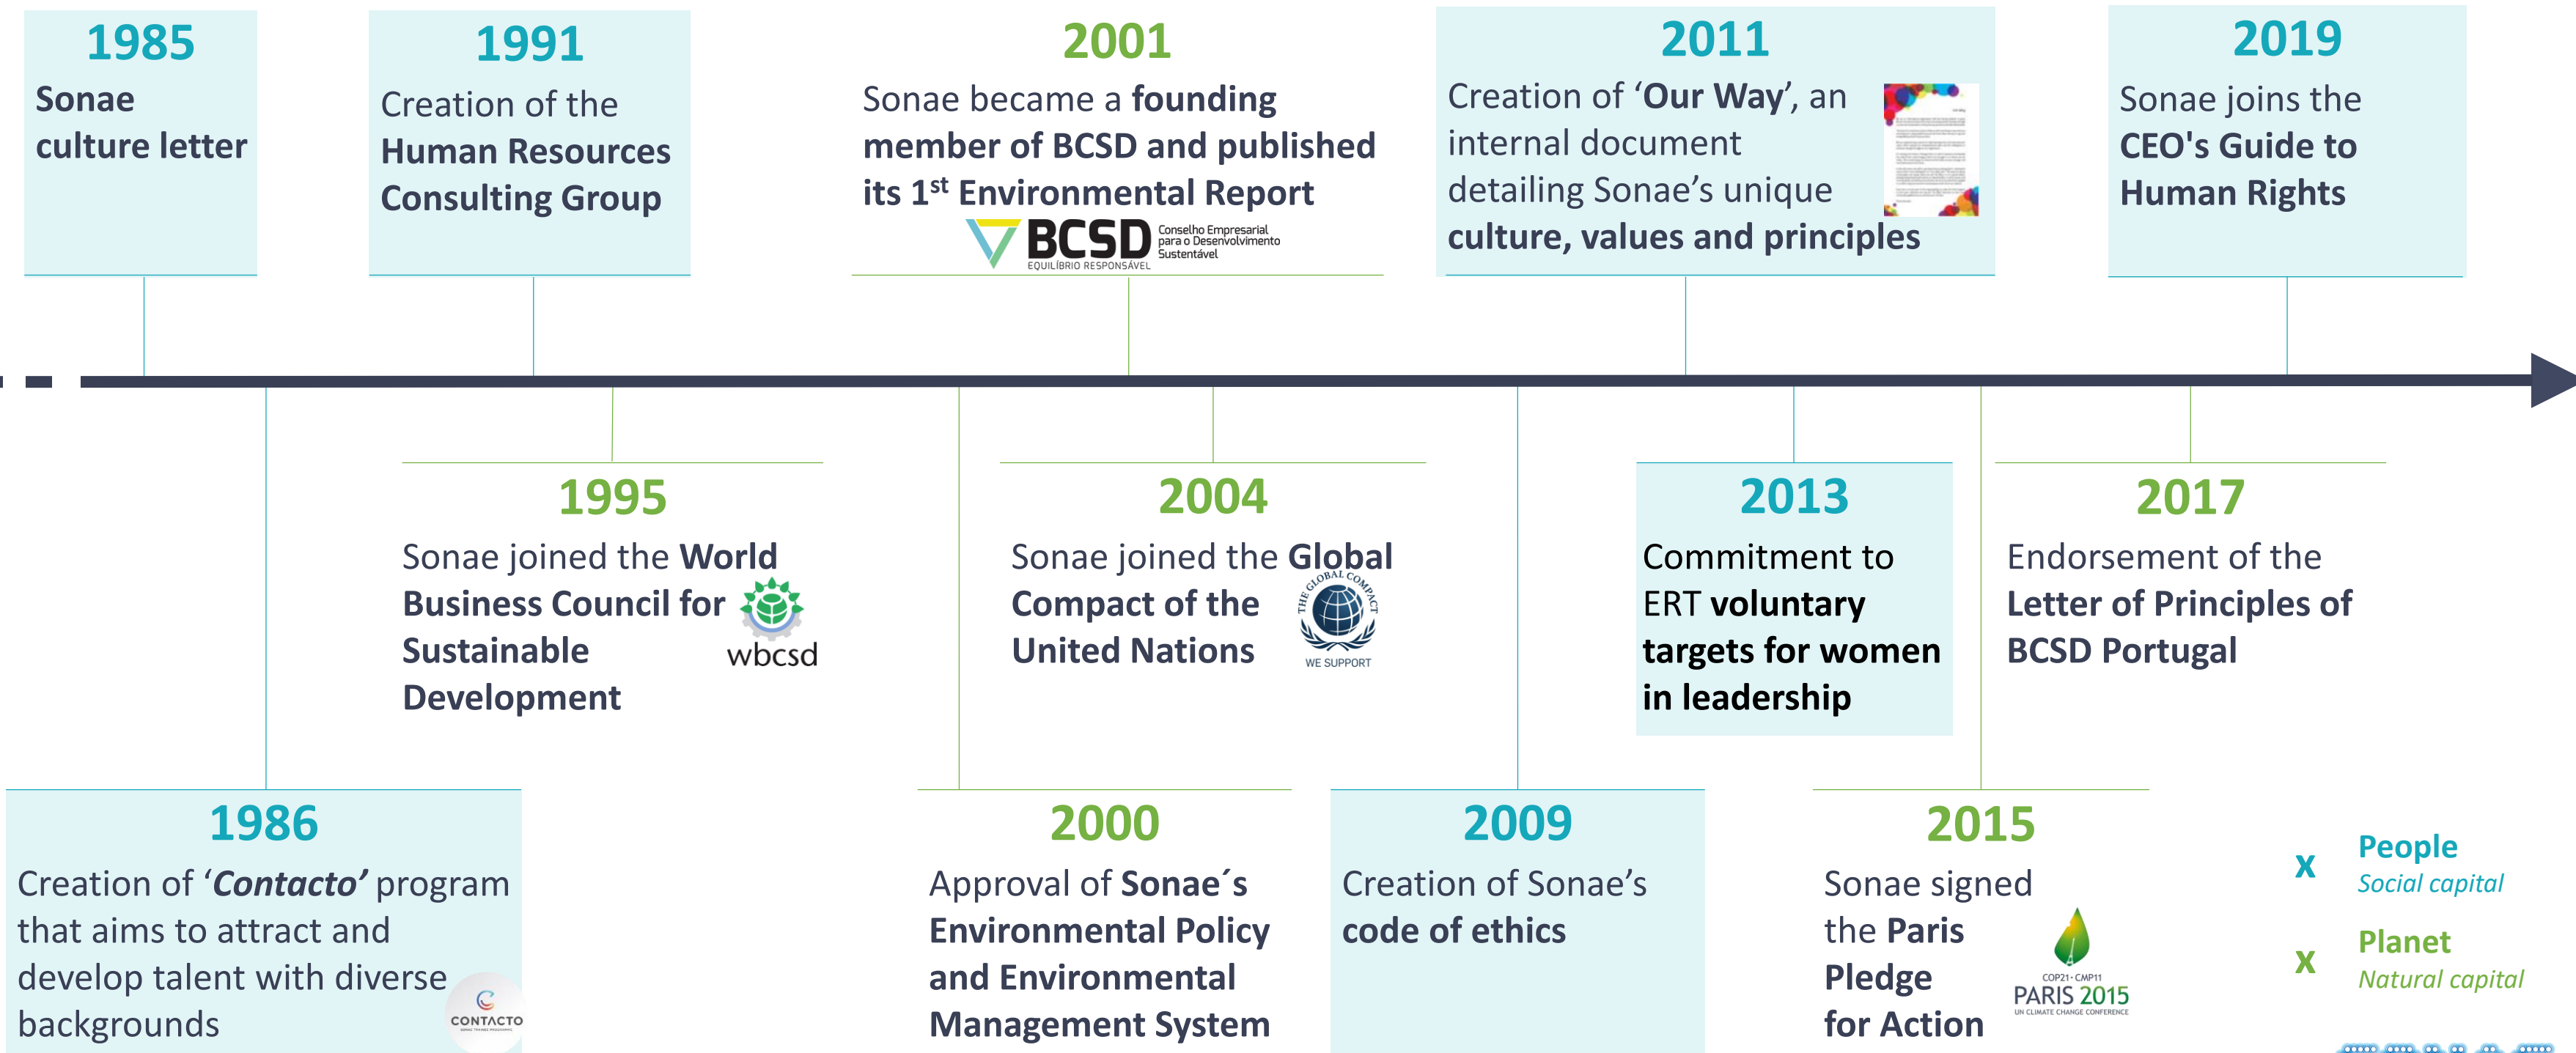 1985
Sonae
culture letter
1991
Creation of the
Human Resources
Consulting Group
2001
Sonae became a founding
member of BCSD and published
its 1st Environmental Report
BCSD
EQUILÍBRIO RESPONSÁVEL
Conselho Empresarial
para o Desenvolvimento
Sustentável
2011
Creation of ‘Our Way’, an
internal document
detailing Sonae’s unique
culture, values and principles
2019
Sonae joins the
CEO's Guide to
Human Rights
1995
Sonae joined the World
Business Council for
Sustainable
Development
wbcsd
2004
Sonae joined the Global
Compact of the
United Nations
THE GLOBAL COMPACT
WE SUPPORT
2013
Commitment to
ERT voluntary
targets for women
in leadership
2017
Endorsement of the
Letter of Principles of
BCSD Portugal
1986
Creation of ‘Contacto’ program
that aims to attract and
develop talent with diverse
backgrounds
CONTACTO
2000
Approval of Sonae´s
Environmental Policy
and Environmental
Management System
2009
Creation of Sonae’s
code of ethics
2015
Sonae signed
the Paris
Pledge
for Action
COP21·CMP11
PARIS 2015
UN CLIMATE CHANGE CONFERENCE
x People
Social capital
x Planet
Natural capital